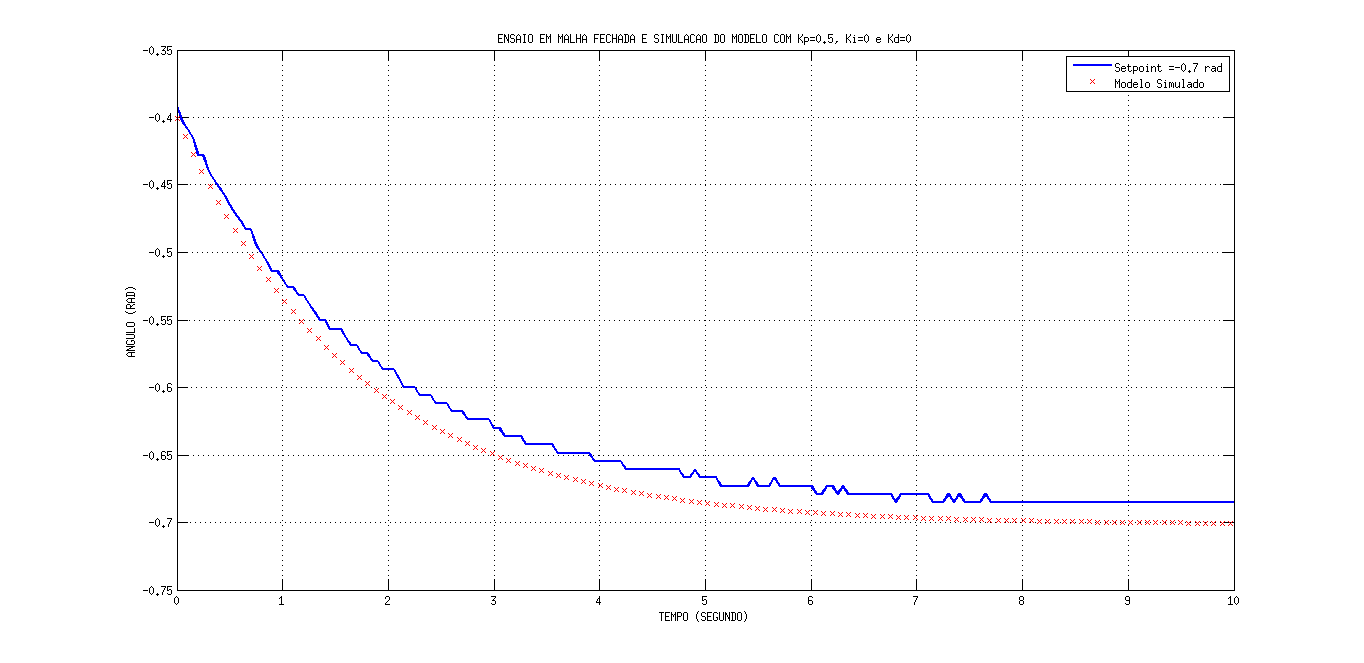 ENSAIO EM MALHA FECHADA E SIMULACAO DO MODELO COM Kp=0.5, Ki=0 e Kd=0
-0.35
Setpoint =-0.7 rad
Modelo Simulado
-0.4
-0.45
-0.5
-0.55
ANGULO (RAD)
-0.6
-0.65
-0.7
-0.75
0 1 2 3 4 5 6 7 8 9 10
TEMPO (SEGUNDO)